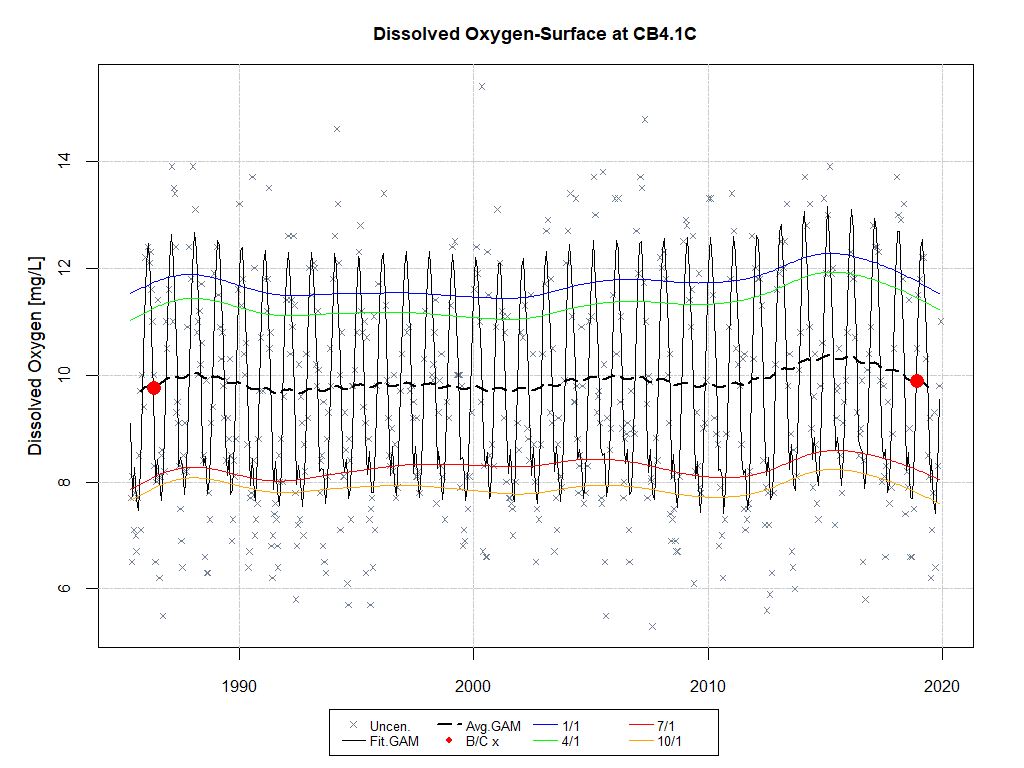 Dissolved Oxygen-Surface at CB4.1C
Dissolved Oxygen [mg/L]
14
12
10
8
6
1990 2000 2010 2020
Uncen. Avg.GAM 1/1 7/1
Fit.GAM B/C x 4/1 10/1